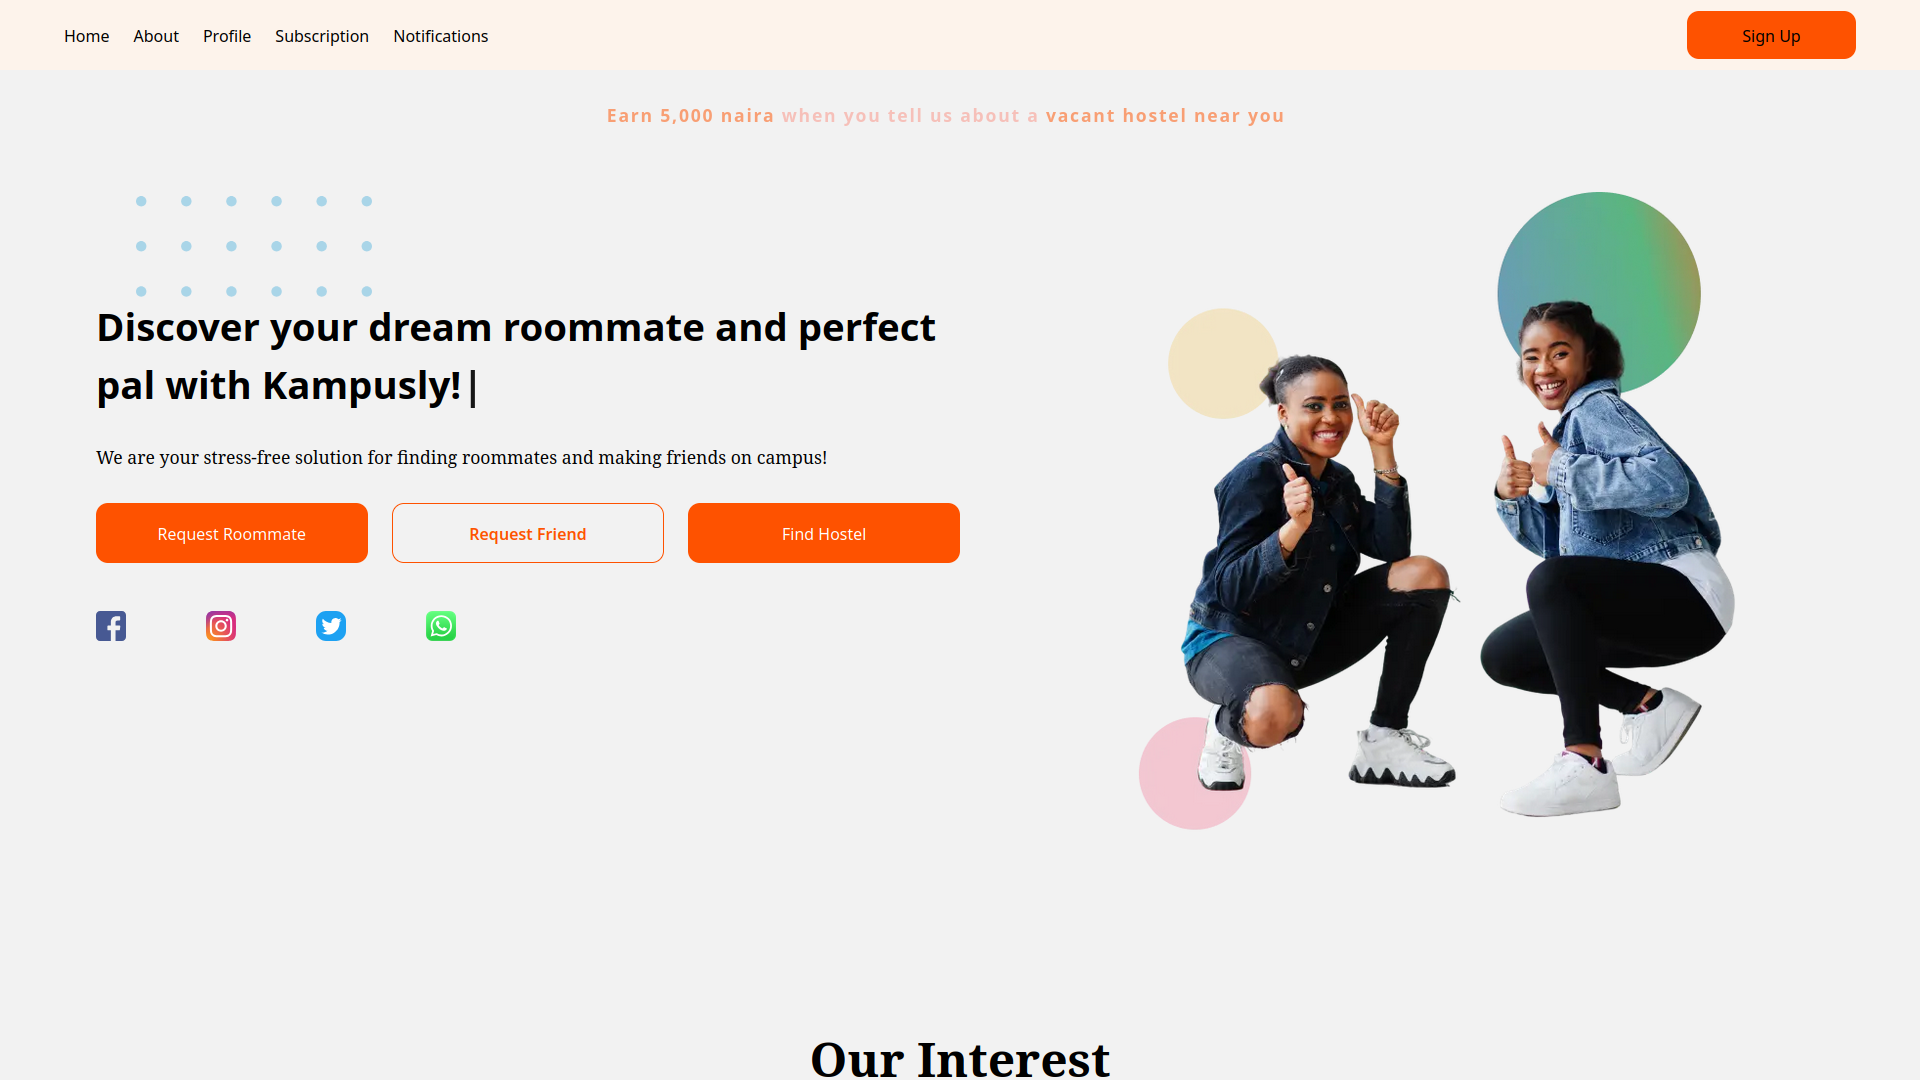 Home About Profile Subscription Notifications Sign Up
Earn 5,000 naira when you tell us about a vacant hostel near you
Discover your dream roommate and perfect
pal with Kampusly!|
We are your stress-free solution for finding roommates and making friends on campus!
Request Roommate Request Friend Find Hostel
Our Interest